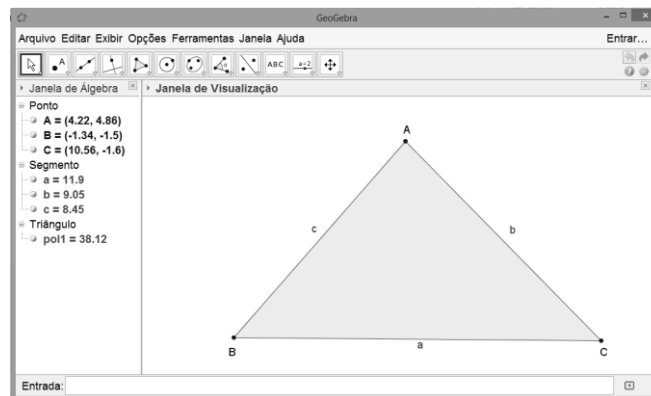 GeoGebra
Arquivo Editar Exibir Opções Ferramentas Janela Ajuda Entrar...
A ABC a=2
Janela de Álgebra Janela de Visualização
Ponto
A = (4.22, 4.86)
B = (-1.34, -1.5)
C = (10.56, -1.6)
Segmento
a = 11.9
b = 9.05
c = 8.45
Triângulo
pol1 = 38.12
A
c b
B a C
Entrada: